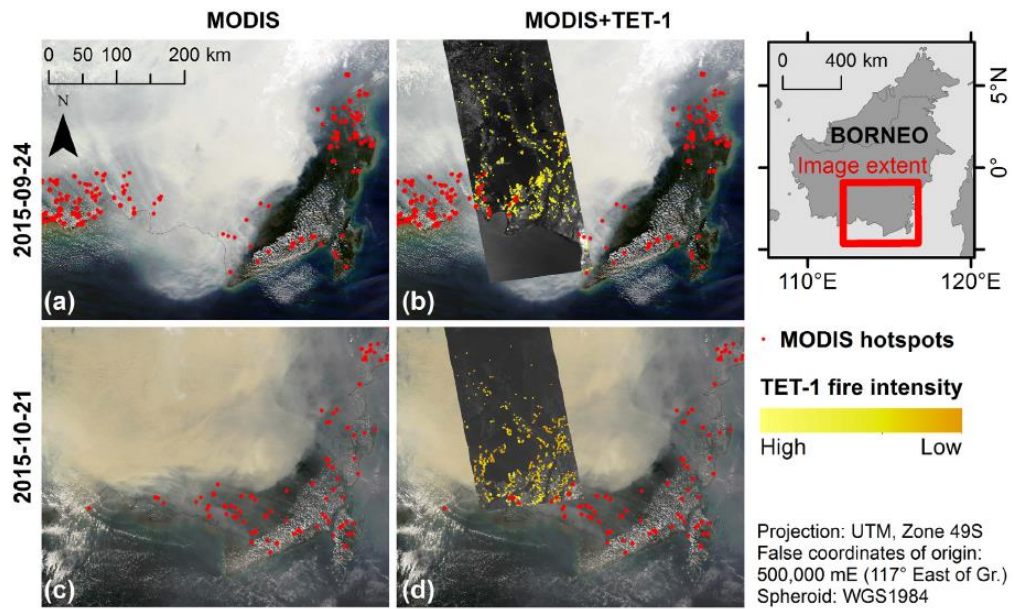 MODIS
MODIS+TET-1
0 50 100 200 km
N
2015-09-24
(a)
(b)
0 400 km
BORNEO
Image extent
5°N
0°
110°E 120°E
2015-10-21
(c)
(d)
MODIS hotspots
TET-1 fire intensity
High Low
Projection: UTM, Zone 49S
False coordinates of origin:
500,000 mE (117° East of Gr.)
Spheroid: WGS1984